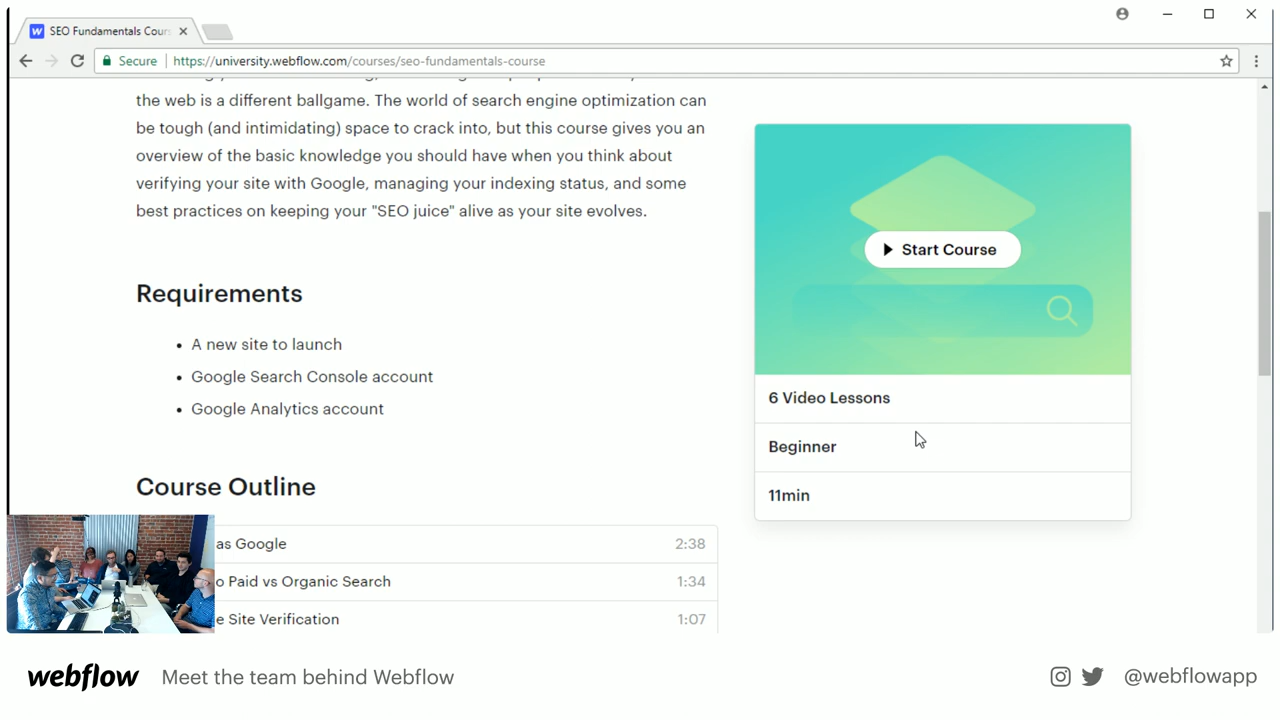 SEO Fundamentals Cour
Secure
https://university.webflow.com/courses/seo-fundamentals-course
the web is a different ballgame. The world of search engine optimization can
be tough (and intimidating) space to crack into, but this course gives you an
overview of the basic knowledge you should have when you think about
verifying your site with Google, managing your indexing status, and some
best practices on keeping your "SEO juice" alive as your site evolves.
Requirements
• A new site to launch
• Google Search Console account
• Google Analytics account
Course Outline
as Google 2:38
o Paid vs Organic Search 1:34
e Site Verification 1:07
Start Course
6 Video Lessons
Beginner
11min
webflow Meet the team behind Webflow
@webflowapp